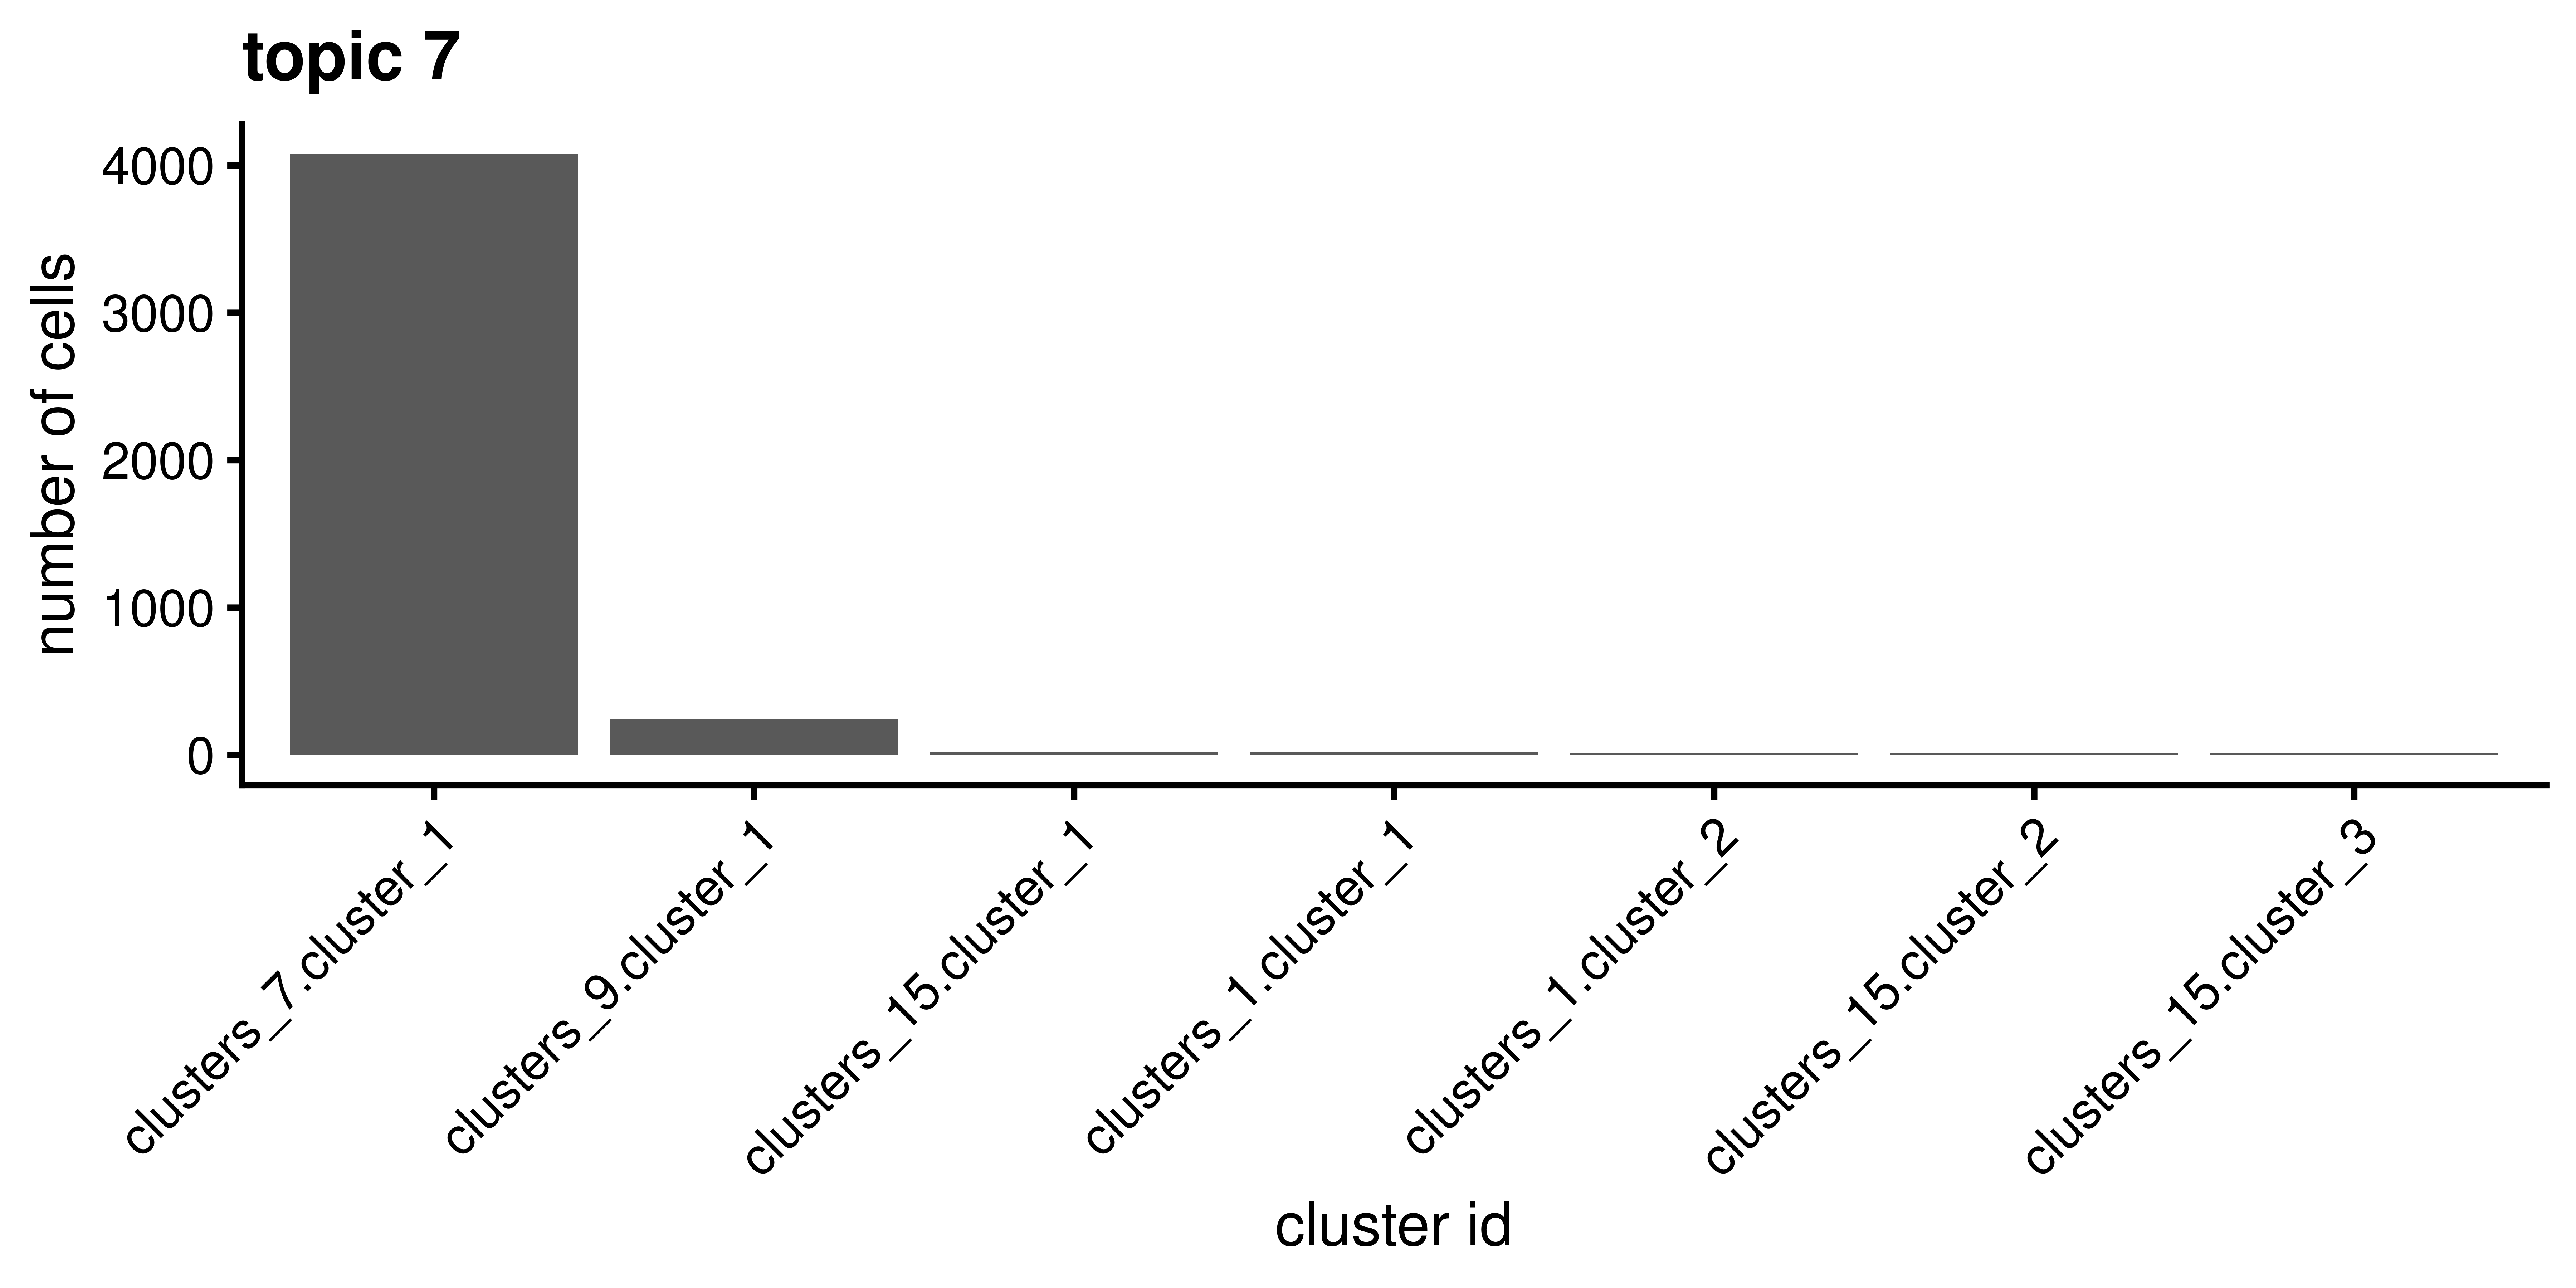 topic 7
number of cells
4000
3000
2000
1000
0
clusters_7.cluster_1
clusters_9.cluster_1
clusters_15.cluster_1
clusters_1.cluster_1
clusters_1.cluster_2
clusters_15.cluster_2
clusters_15.cluster_3
cluster id